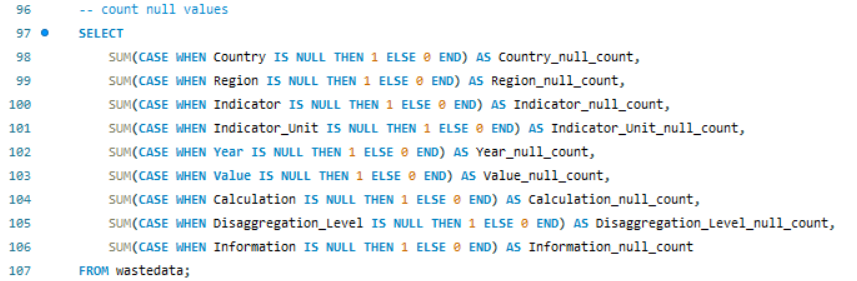 96 -- count null values
97 SELECT
98 SUM(CASE WHEN Country IS NULL THEN 1 ELSE 0 END) AS Country_null_count,
99 SUM(CASE WHEN Region IS NULL THEN 1 ELSE 0 END) AS Region_null_count,
100 SUM(CASE WHEN Indicator IS NULL THEN 1 ELSE 0 END) AS Indicator_null_count,
101 SUM(CASE WHEN Indicator_Unit IS NULL THEN 1 ELSE 0 END) AS Indicator_Unit_null_count,
102 SUM(CASE WHEN Year IS NULL THEN 1 ELSE 0 END) AS Year_null_count,
103 SUM(CASE WHEN Value IS NULL THEN 1 ELSE 0 END) AS Value_null_count,
104 SUM(CASE WHEN Calculation IS NULL THEN 1 ELSE 0 END) AS Calculation_null_count,
105 SUM(CASE WHEN Disaggregation_Level IS NULL THEN 1 ELSE 0 END) AS Disaggregation_Level_null_count,
106 SUM(CASE WHEN Information IS NULL THEN 1 ELSE 0 END) AS Information_null_count
107 FROM wastedata;